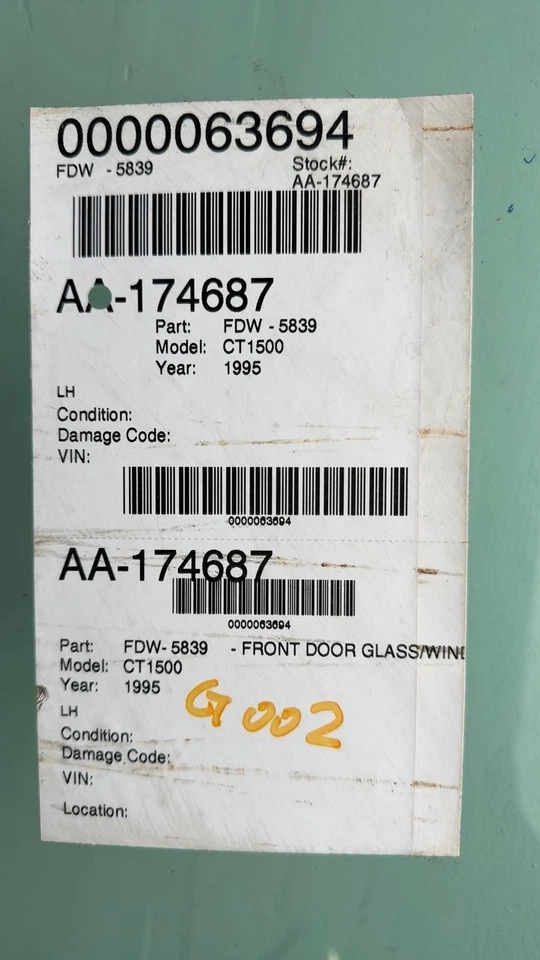 0000063694
FDW - 5839
Stock#:
AA-174687
AA-174687
Part: FDW - 5839
Model: CT1500
Year: 1995
LH
Condition:
Damage Code:
VIN:
0000063694
AA-174687
0000063694
Part: FDW- 5839 - FRONT DOOR GLASS/WIN
Model: CT1500
Year: 1995
G002
LH
Condition:
Damage Code:
VIN:
Location: